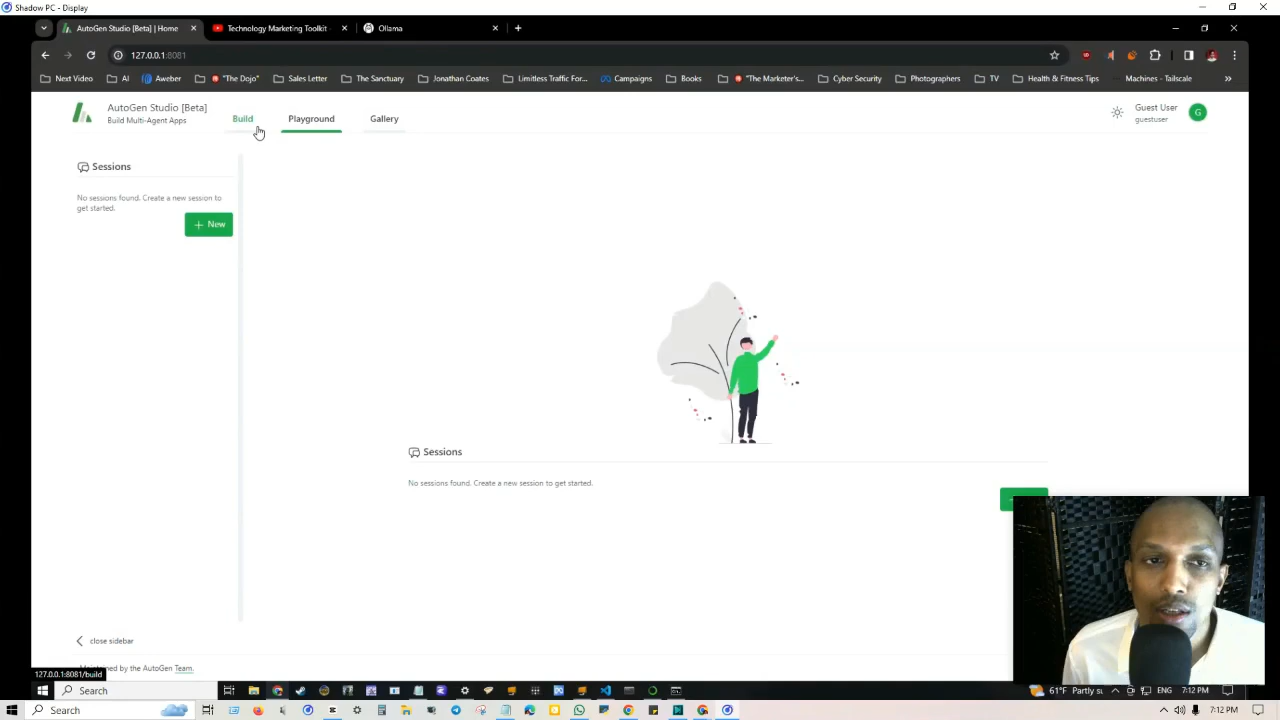 Shadow PC - Display
AutoGen Studio [Beta] | Home
Technology Marketing Toolkit
Ollama
127.0.0.1:8081
Next Video
AI
Aweber
"The Dojo"
Sales Letter
The Sanctuary
Jonathan Coates
Limitless Traffic For...
Campaigns
Books
"The Marketer's...
Cyber Security
Photographers
TV
Health & Fitness Tips
Machines - Tailscale
AutoGen Studio [Beta]
Build Multi-Agent Apps
Build
Playground
Gallery
Guest User
guestuser
G
Sessions
No sessions found. Create a new session to
get started.
New
Sessions
No sessions found. Create a new session to get started.
close sidebar
Maintained by the AutoGen Team.
127.0.0.1:8081/build
Search
61°F Partly su
ENG
7:12 PM
Search
7:12 PM